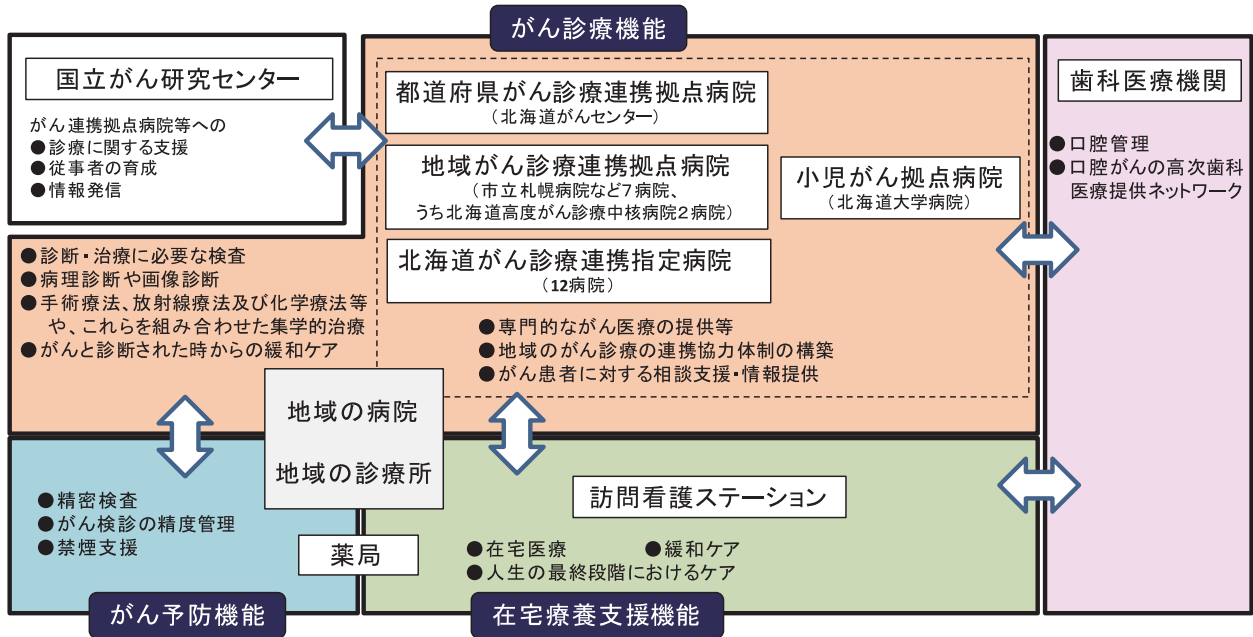 がん診療機能
国立がん研究センター
がん連携拠点病院等への
●診療に関する支援
●従事者の育成
●情報発信
都道府県がん診療連携拠点病院
(北海道がんセンター)
地域がん診療連携拠点病院
(市立札幌病院など7病院、
うち北海道高度がん診療中核病院2病院)
小児がん拠点病院
(北海道大学病院)
北海道がん診療連携指定病院
(12病院)
●専門的ながん医療の提供等
●地域のがん診療の連携協力体制の構築
●がん患者に対する相談支援・情報提供
●診断・治療に必要な検査
●病理診断や画像診断
●手術療法、放射線療法及び化学療法等
や、これらを組み合わせた集学的治療
●がんと診断された時からの緩和ケア
歯科医療機関
●口腔管理
●口腔がんの高次歯科
医療提供ネットワーク
地域の病院
地域の診療所
●精密検査
●がん検診の精度管理
●禁煙支援
薬局
訪問看護ステーション
●在宅医療 ●緩和ケア
●人生の最終段階におけるケア
がん予防機能
在宅療養支援機能